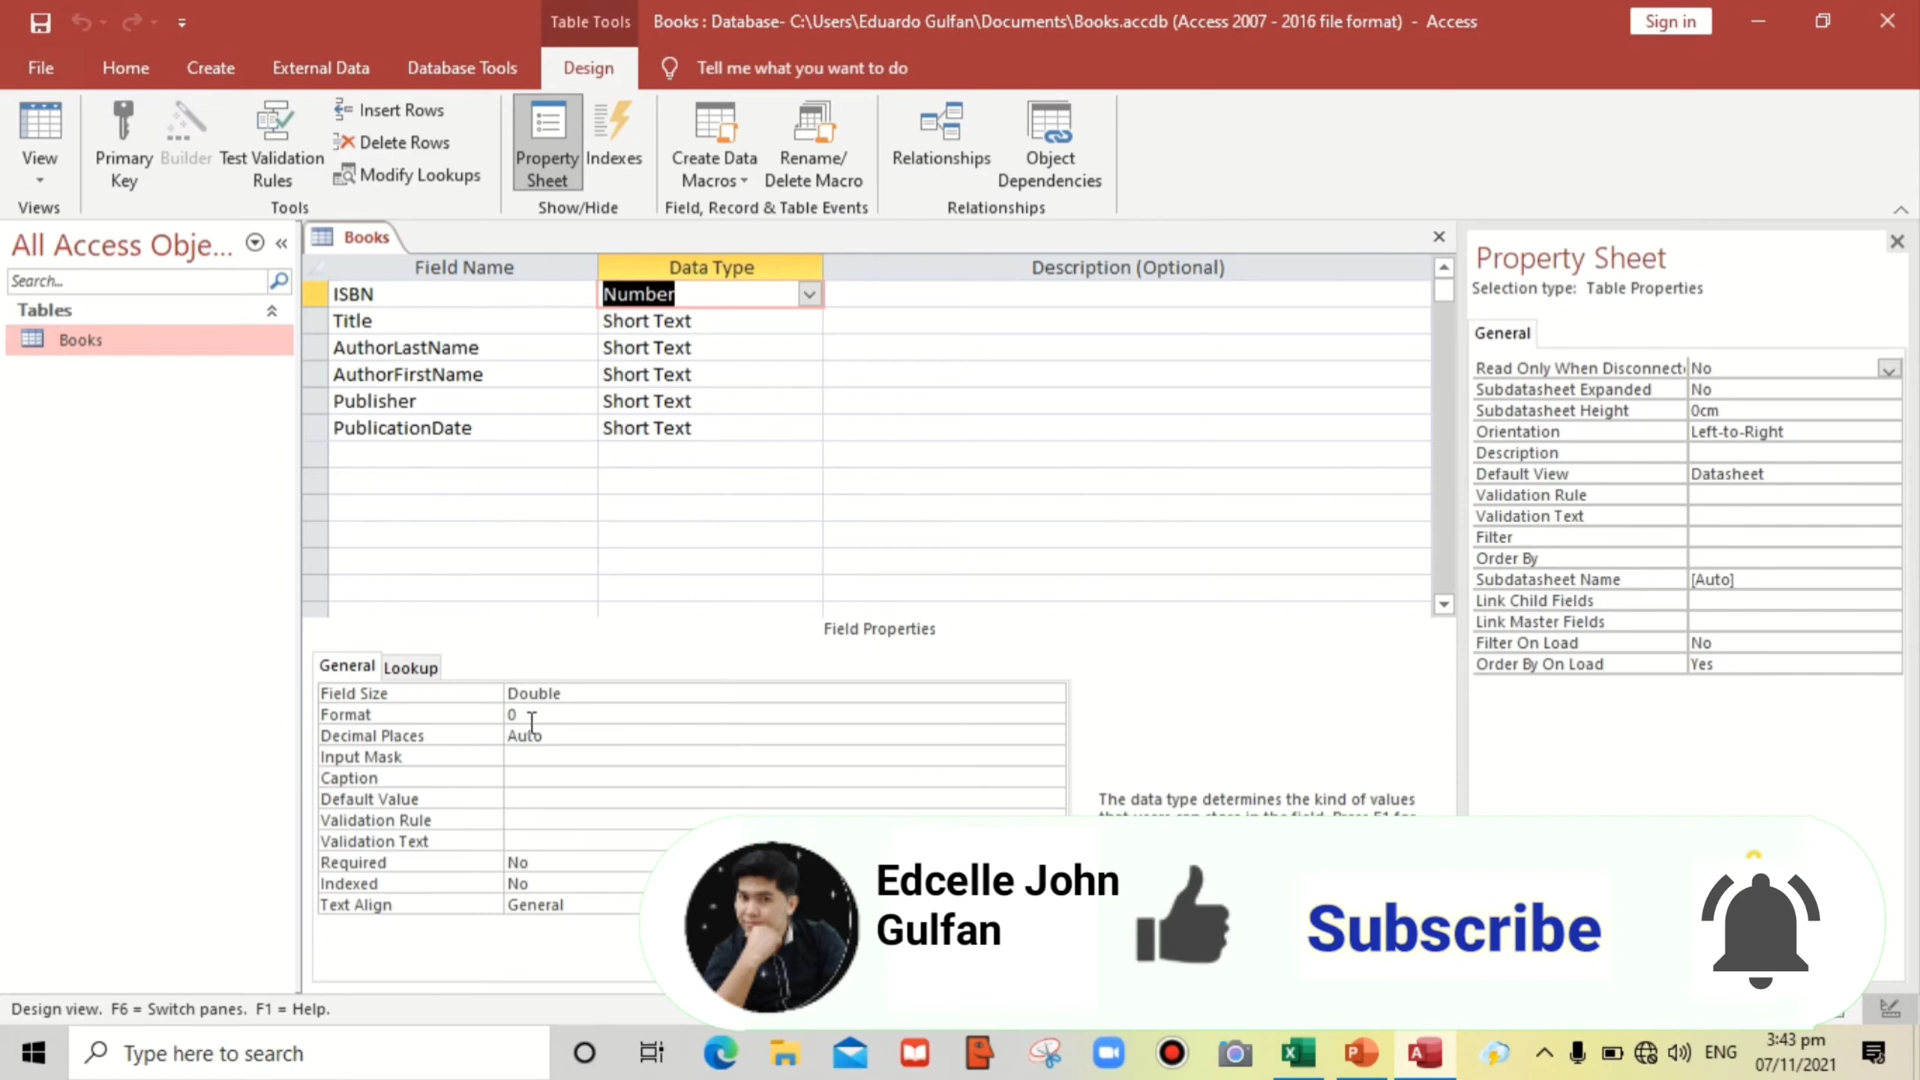 Table Tools
Books : Database- C:\Users\Eduardo Gulfan\Documents\Books.accdb (Access 2007 - 2016 file format) - Access
Sign in
File
Home
Create
External Data
Database Tools
Design
Tell me what you want to do
View
Primary Key
Builder
Test Validation Rules
Insert Rows
Delete Rows
Modify Lookups
Property Sheet
Indexes
Create Data Macros
Rename/ Delete Macro
Relationships
Object Dependencies
Views
Tools
Show/Hide
Field, Record & Table Events
Relationships
All Access Obje...
Search...
Tables
Books
Books
Field Name
Data Type
Description (Optional)
ISBN
Number
Title
Short Text
AuthorLastName
Short Text
AuthorFirstName
Short Text
Publisher
Short Text
PublicationDate
Short Text
Field Properties
General
Lookup
Field Size
Double
Format
0
Decimal Places
Auto
Input Mask
Caption
Default Value
Validation Rule
Validation Text
Required
No
Indexed
No
Text Align
General
The data type determines the kind of values
Property Sheet
Selection type: Table Properties
General
Read Only When Disconnect
No
Subdatasheet Expanded
No
Subdatasheet Height
0cm
Orientation
Left-to-Right
Description
Default View
Datasheet
Validation Rule
Validation Text
Filter
Order By
Subdatasheet Name
[Auto]
Link Child Fields
Link Master Fields
Filter On Load
No
Order By On Load
Yes
Edcelle John
Gulfan
Subscribe
Design view. F6 = Switch panes. F1 = Help.
Type here to search
ENG
3:43 pm
07/11/2021